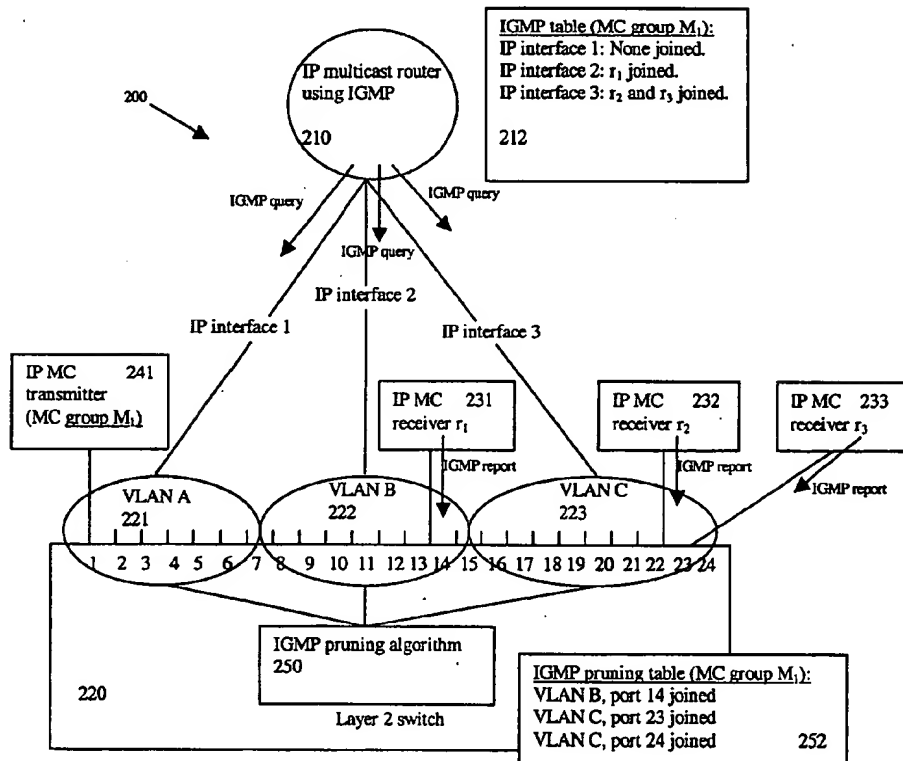 200
IP multicast router
using IGMP
210
IGMP table (MC group M₁):
IP interface 1: None joined.
IP interface 2: r₁ joined.
IP interface 3: r₂ and r₃ joined.
212
IGMP query
IGMP query
IGMP query
IP interface 1
IP interface 2
IP interface 3
IP MC 241
transmitter
(MC group M₁)
IP MC 231
receiver r₁
IGMP report
IP MC 232
receiver r₂
IGMP report
IP MC 233
receiver r₃
IGMP report
VLAN A
221
VLAN B
222
VLAN C
223
1 2 3 4 5 6 7 8 9 10 11 12 13 14 15 16 17 18 19 20 21 22 23 24
IGMP pruning algorithm
250
220
Layer 2 switch
IGMP pruning table (MC group M₁):
VLAN B, port 14 joined
VLAN C, port 23 joined
VLAN C, port 24 joined 252